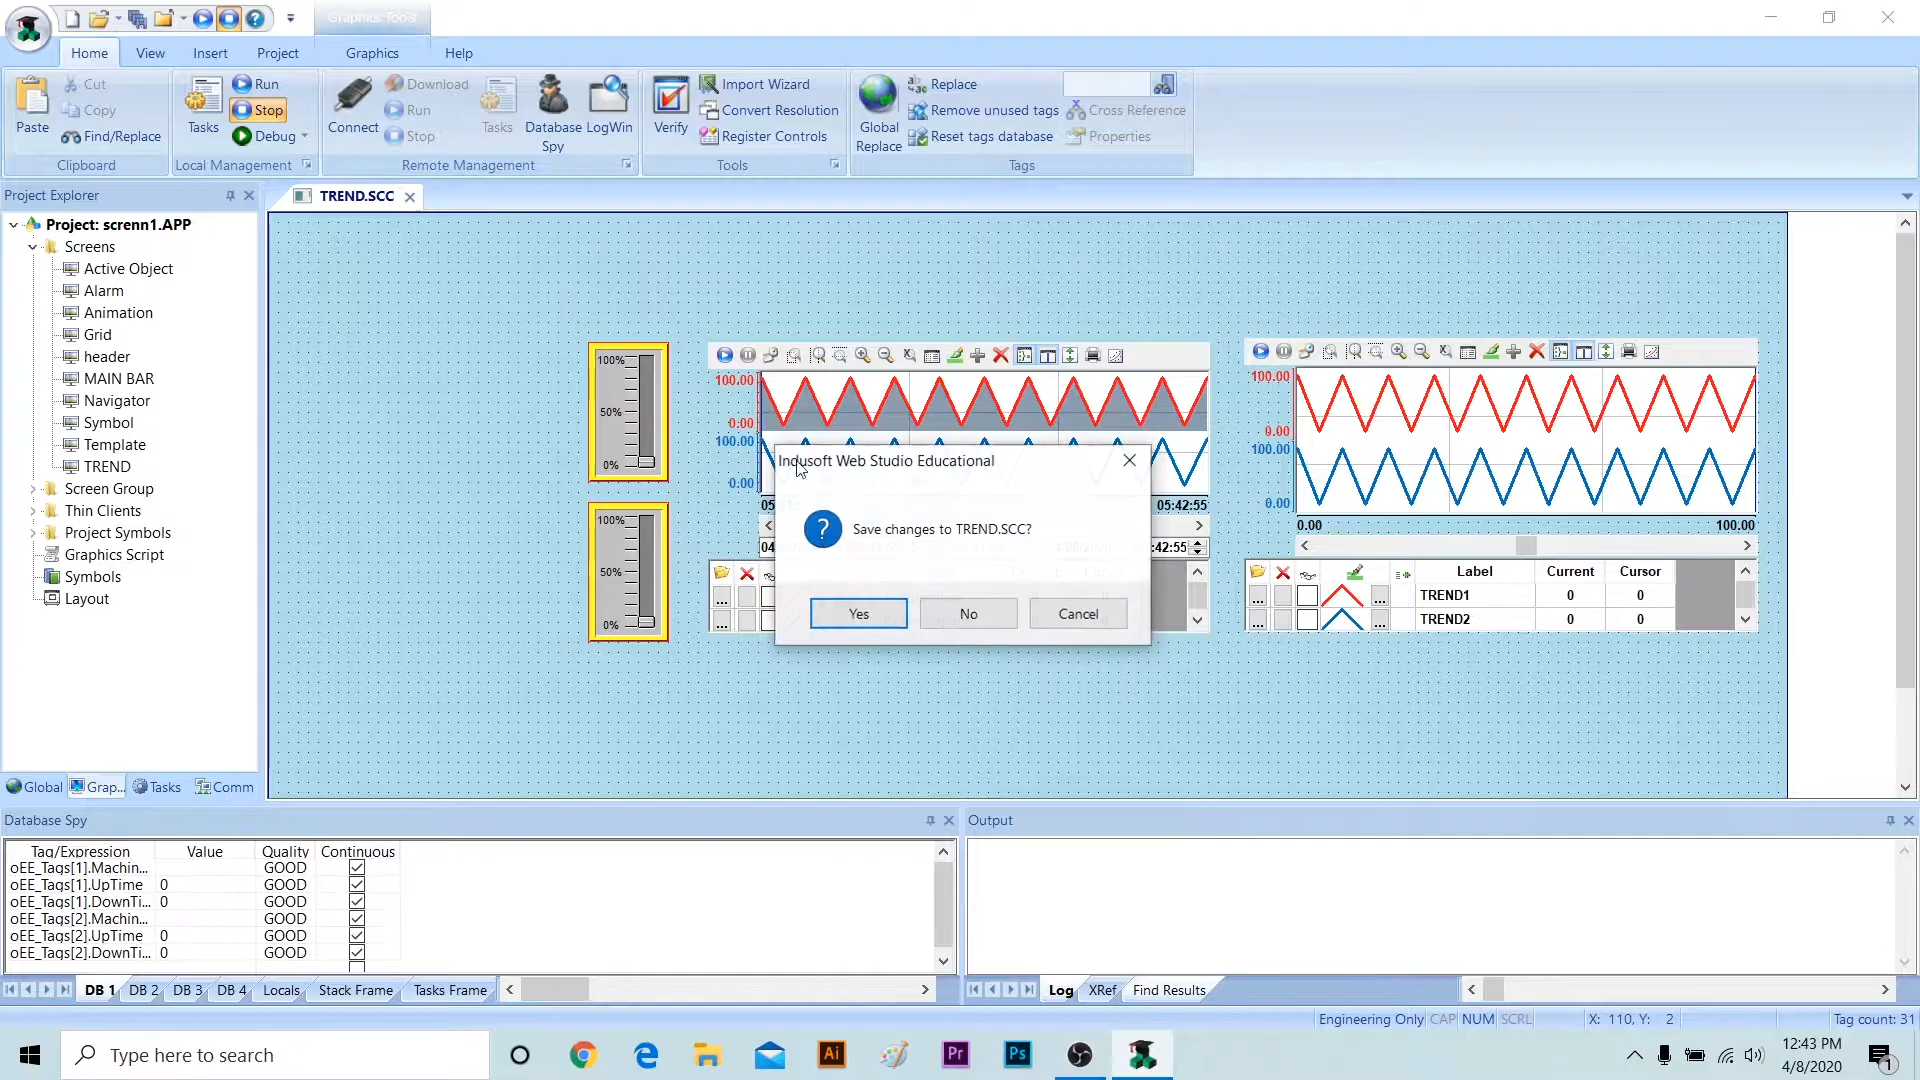 Graphics Tools
Home View Insert Project Graphics Help
Paste
Cut
Copy
Find/Replace
Clipboard
Tasks
Run
Stop
Debug
Local Management
Connect
Download
Run
Stop
Tasks
Database Spy
LogWin
Remote Management
Verify
Import Wizard
Convert Resolution
Register Controls
Tools
Global Replace
Replace
Remove unused tags
Reset tags database
Cross Reference
Properties
Tags
Project Explorer
TREND.SCC
Project: screnn1.APP
Screens
Active Object
Alarm
Animation
Grid
header
MAIN BAR
Navigator
Symbol
Template
TREND
Screen Group
Thin Clients
Project Symbols
Graphics Script
Symbols
Layout
Global Grap... Tasks Comm
100%
50%
0%
100%
50%
0%
100.00
0.00
100.00
0.00
05:42:55
:42:55
Indusoft Web Studio Educational
Save changes to TREND.SCC?
Yes No Cancel
100.00
0.00
100.00
0.00
0.00 100.00
Label Current Cursor
... ... TREND1 0 0
... ... TREND2 0 0
Database Spy
Tag/Expression Value Quality Continuous
oEE_Tags[1].Machin... GOOD
oEE_Tags[1].UpTime 0 GOOD
oEE_Tags[1].DownTi... 0 GOOD
oEE_Tags[2].Machin... GOOD
oEE_Tags[2].UpTime 0 GOOD
oEE_Tags[2].DownTi... 0 GOOD
DB 1 DB 2 DB 3 DB 4 Locals Stack Frame Tasks Frame
Output
Log XRef Find Results
Engineering Only CAP NUM SCRL X: 110, Y: 2 Tag count: 31
Type here to search
Ai Pr Ps
12:43 PM
4/8/2020
1